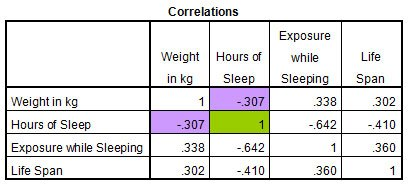 Correlations
Weight in kg Hours of Sleep Exposure while Sleeping Life Span
Weight in kg 1 -.307 .338 .302
Hours of Sleep -.307 1 -.642 -.410
Exposure while Sleeping .338 -.642 1 .360
Life Span .302 -.410 .360 1